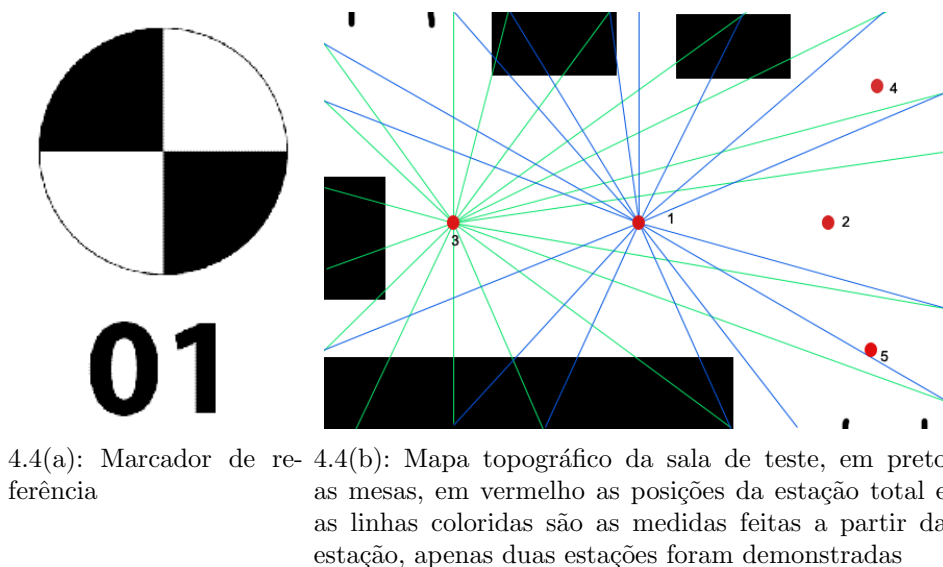 01
1
2
3
4
5
4.4(a): Marcador de re-
ferência
4.4(b): Mapa topográfico da sala de teste, em preto
as mesas, em vermelho as posições da estação total e
as linhas coloridas são as medidas feitas a partir da
estação, apenas duas estações foram demonstradas